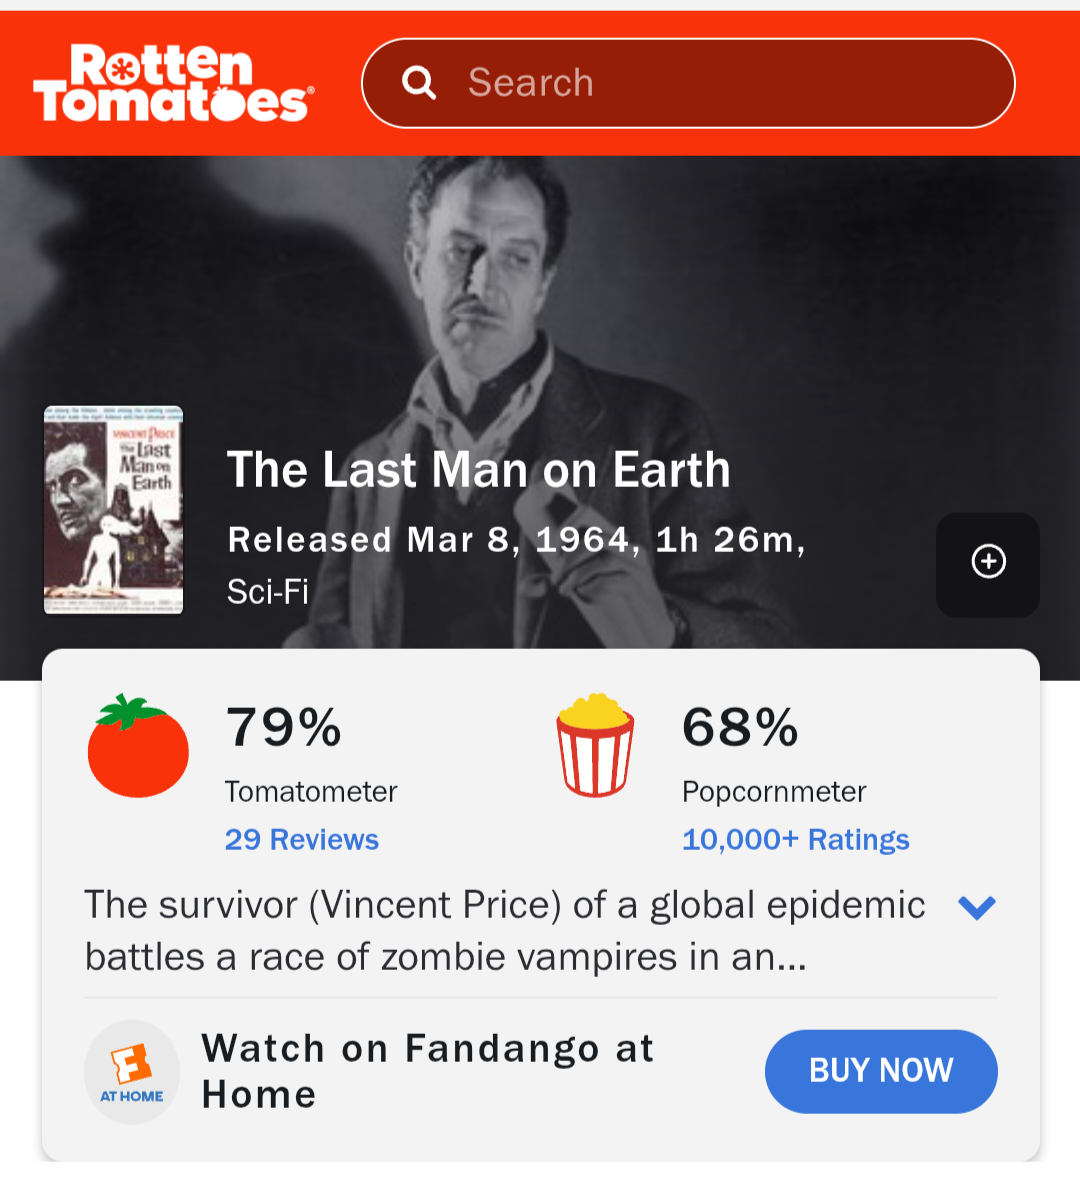 Rotten
Tomatoes®
Search
VINCENT PRICE
The Last
Man on
Earth
The Last Man on Earth
Released Mar 8, 1964, 1h 26m,
Sci-Fi
79%
Tomatometer
29 Reviews
68%
Popcornmeter
10,000+ Ratings
The survivor (Vincent Price) of a global epidemic
battles a race of zombie vampires in an...
AT HOME
Watch on Fandango at
Home
BUY NOW